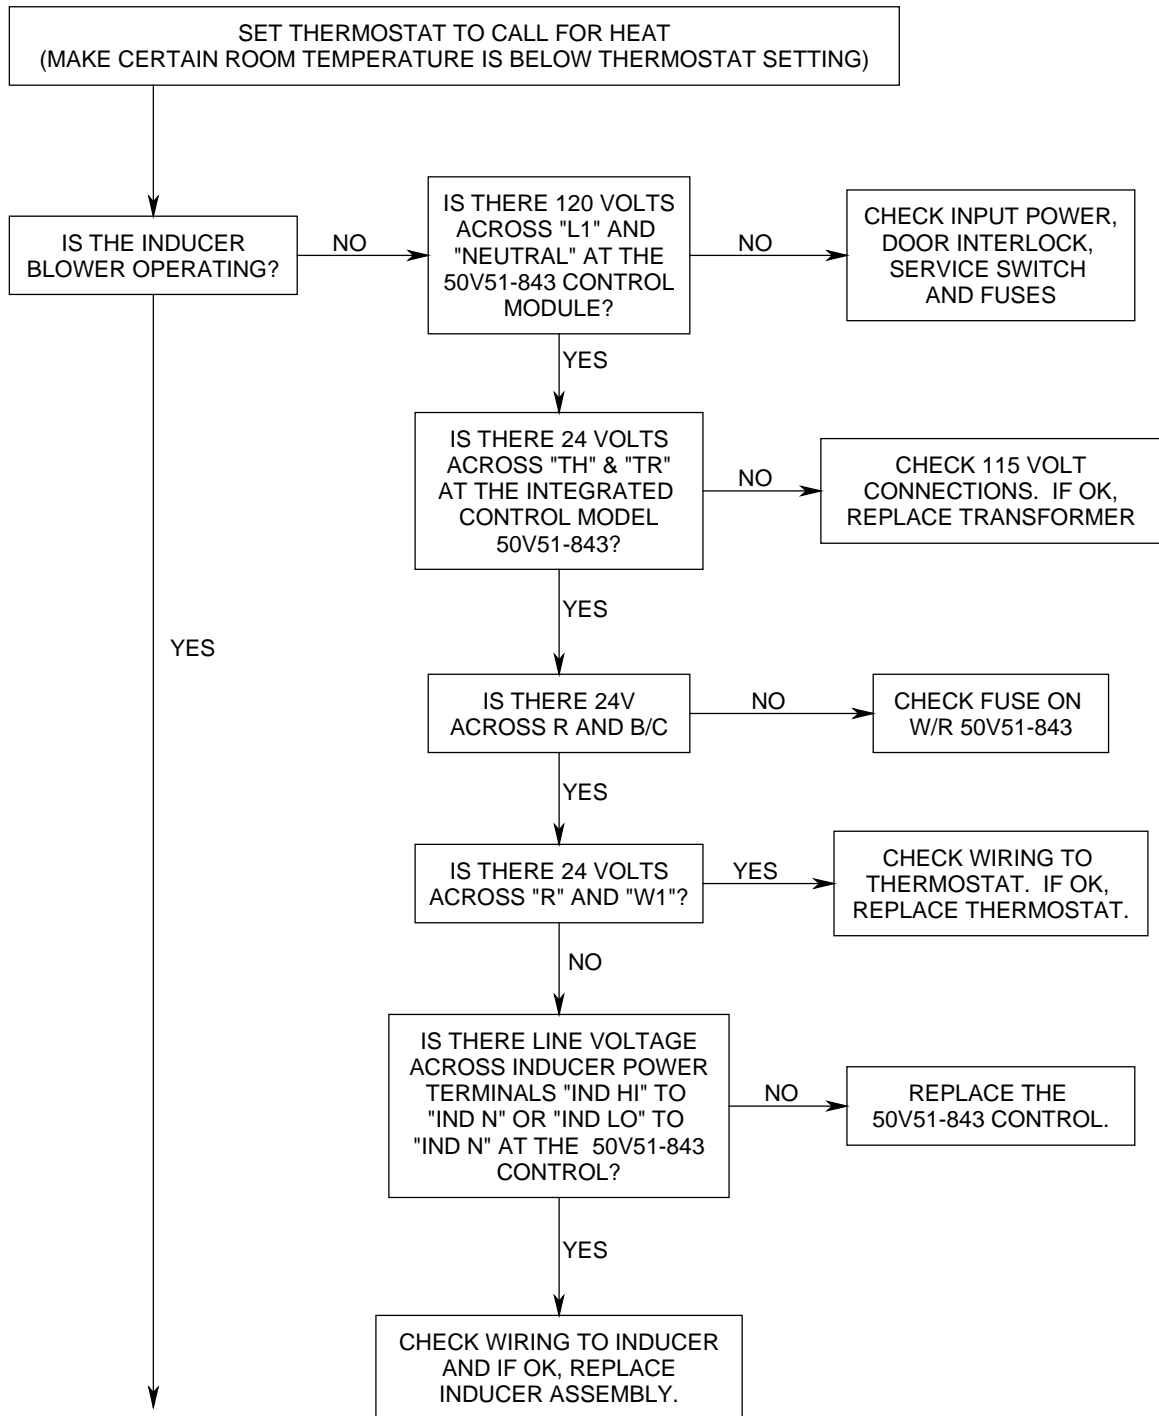 SET THERMOSTAT TO CALL FOR HEAT
(MAKE CERTAIN ROOM TEMPERATURE IS BELOW THERMOSTAT SETTING)
IS THE INDUCER
BLOWER OPERATING?
NO
IS THERE 120 VOLTS
ACROSS "L1" AND
"NEUTRAL" AT THE
50V51-843 CONTROL
MODULE?
NO
CHECK INPUT POWER,
DOOR INTERLOCK,
SERVICE SWITCH
AND FUSES
YES
IS THERE 24 VOLTS
ACROSS "TH" & "TR"
AT THE INTEGRATED
CONTROL MODEL
50V51-843?
NO
CHECK 115 VOLT
CONNECTIONS.  IF OK,
REPLACE TRANSFORMER
YES
YES
IS THERE 24V
ACROSS R AND B/C
NO
CHECK FUSE ON
W/R 50V51-843
YES
IS THERE 24 VOLTS
ACROSS "R" AND "W1"?
YES
CHECK WIRING TO
THERMOSTAT.  IF OK,
REPLACE THERMOSTAT.
NO
IS THERE LINE VOLTAGE
ACROSS INDUCER POWER
TERMINALS "IND HI" TO
"IND N" OR "IND LO" TO
"IND N" AT THE  50V51-843
CONTROL?
NO
REPLACE THE
50V51-843 CONTROL.
YES
CHECK WIRING TO INDUCER
AND IF OK, REPLACE
INDUCER ASSEMBLY.